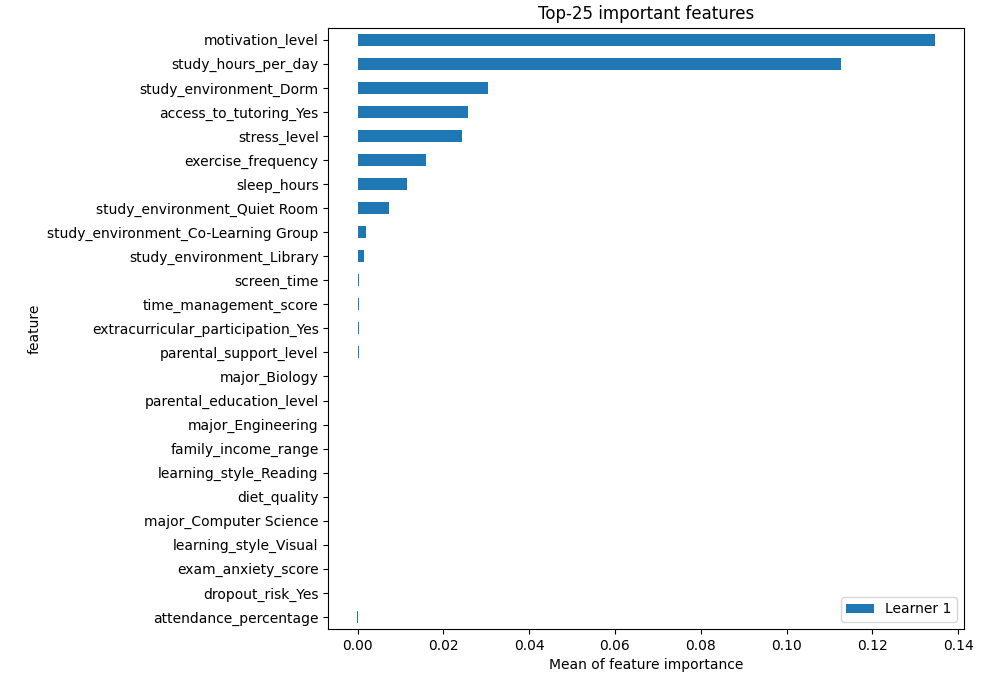 Top-25 important features
motivation_level
study_hours_per_day
study_environment_Dorm
access_to_tutoring_Yes
stress_level
exercise_frequency
sleep_hours
study_environment_Quiet Room
study_environment_Co-Learning Group
study_environment_Library
screen_time
time_management_score
extracurricular_participation_Yes
parental_support_level
major_Biology
parental_education_level
major_Engineering
family_income_range
learning_style_Reading
diet_quality
major_Computer Science
learning_style_Visual
exam_anxiety_score
dropout_risk_Yes
attendance_percentage
feature
Learner 1
0.00 0.02 0.04 0.06 0.08 0.10 0.12 0.14
Mean of feature importance